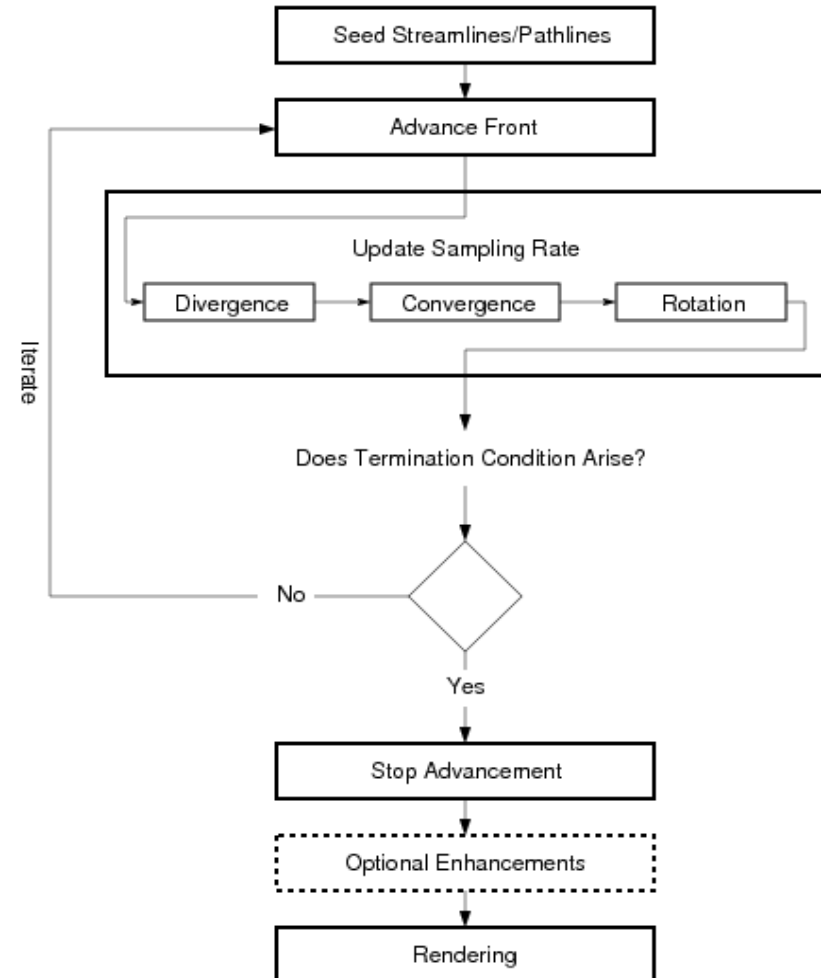 Seed Streamlines/Pathlines
Advance Front
Update Sampling Rate
Divergence
Convergence
Rotation
Iterate
Does Termination Condition Arise?
No
Yes
Stop Advancement
Optional Enhancements
Rendering